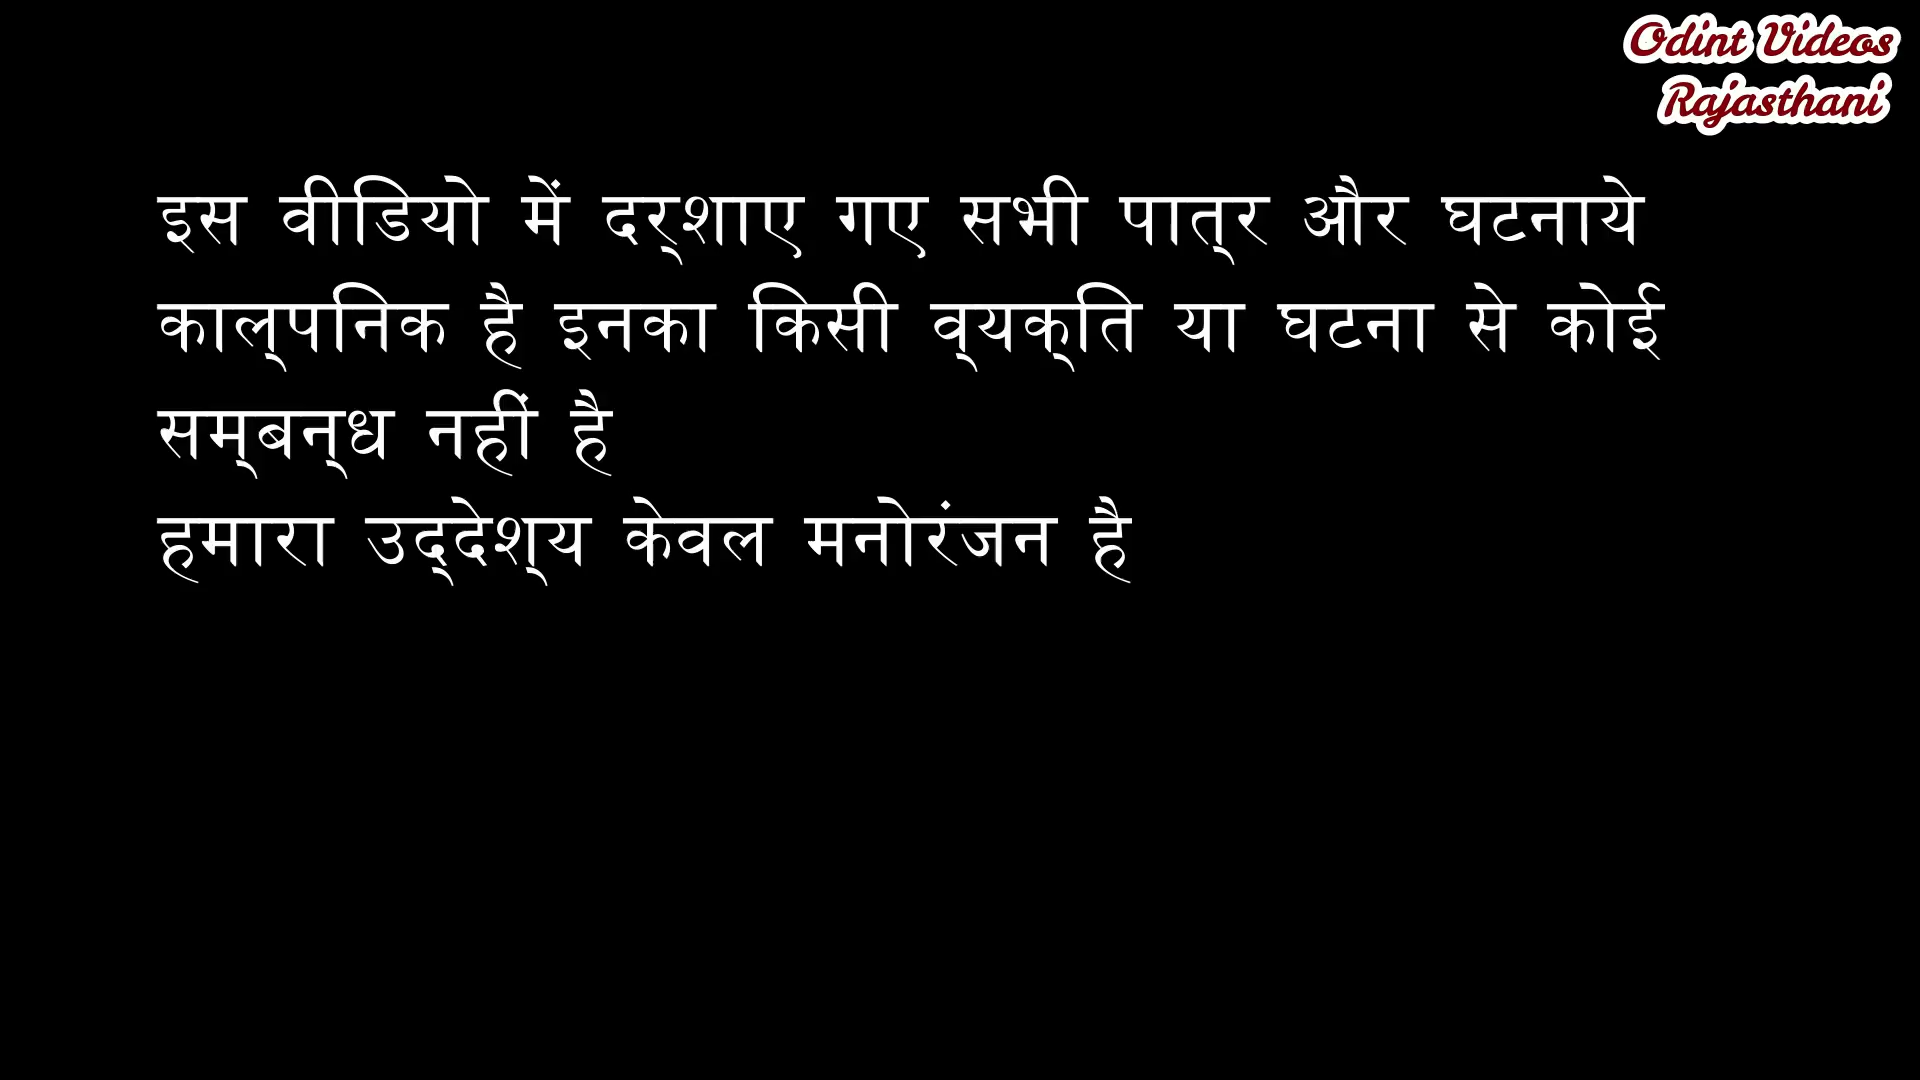 Odint Videos
Rajasthani
इस वीडियो में दर्शाए गए सभी पात्र और घटनाये
काल्पनिक है इनका किसी व्यक्ति या घटना से कोई
सम्बन्ध नहीं है
हमारा उद्देश्य केवल मनोरंजन है